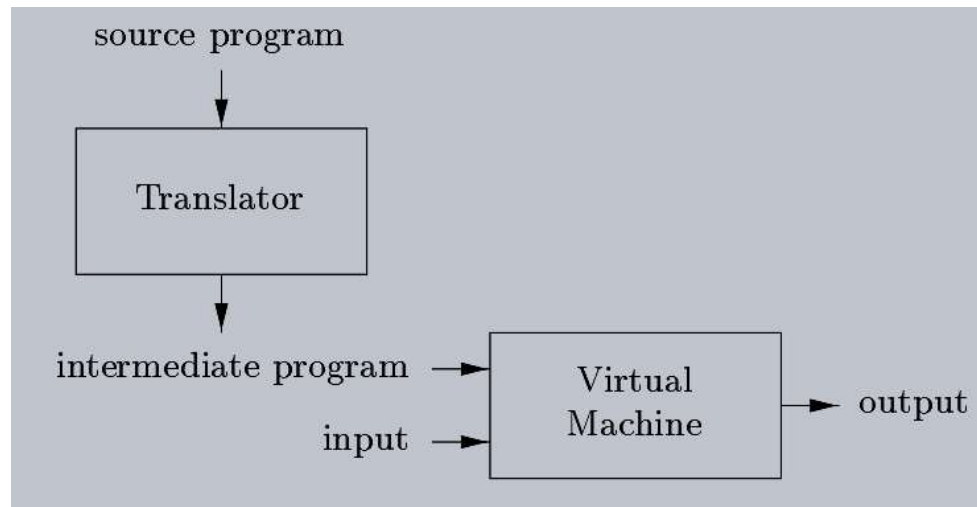 source program
Translator
intermediate program
input
Virtual
Machine
output